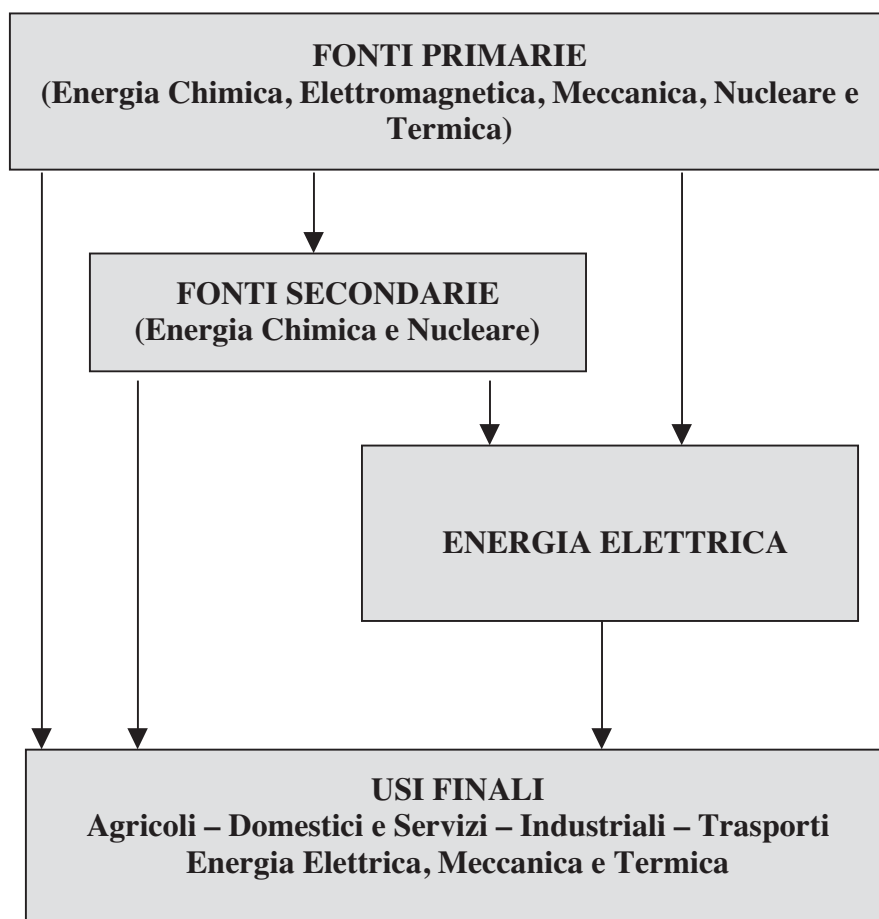 FONTI PRIMARIE
(Energia Chimica, Elettromagnetica, Meccanica, Nucleare e
Termica)
FONTI SECONDARIE
(Energia Chimica e Nucleare)
ENERGIA ELETTRICA
USI FINALI
Agricoli – Domestici e Servizi – Industriali – Trasporti
Energia Elettrica, Meccanica e Termica